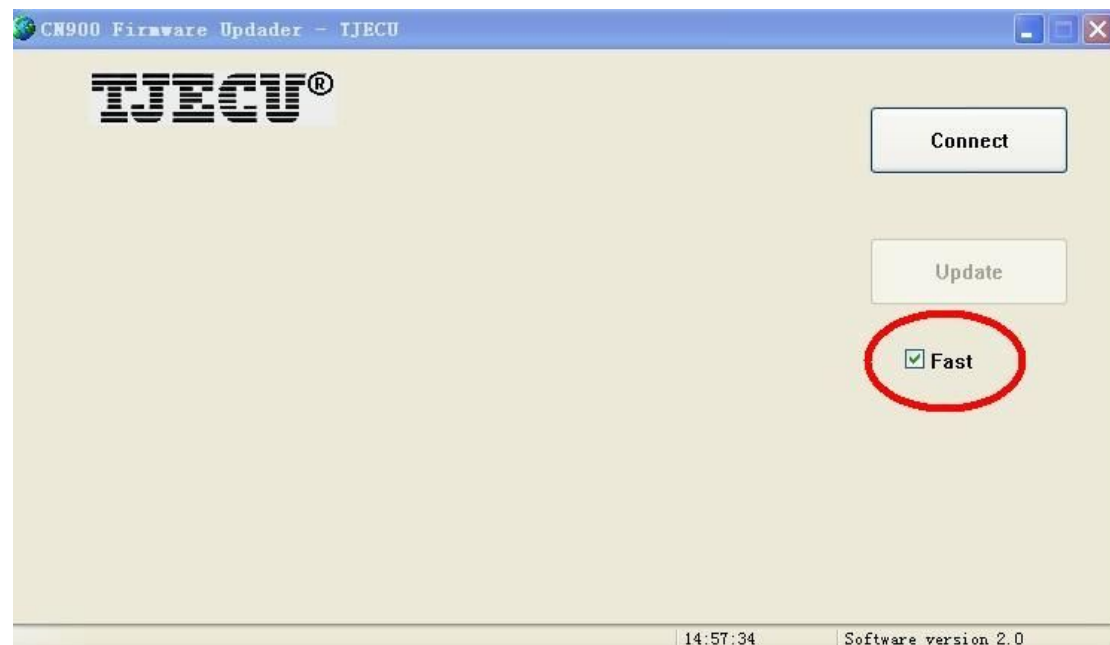 CN900 Firmware Updader - TJECU
TJECU®
Connect
Update
Fast
14:57:34
Software version 2.0